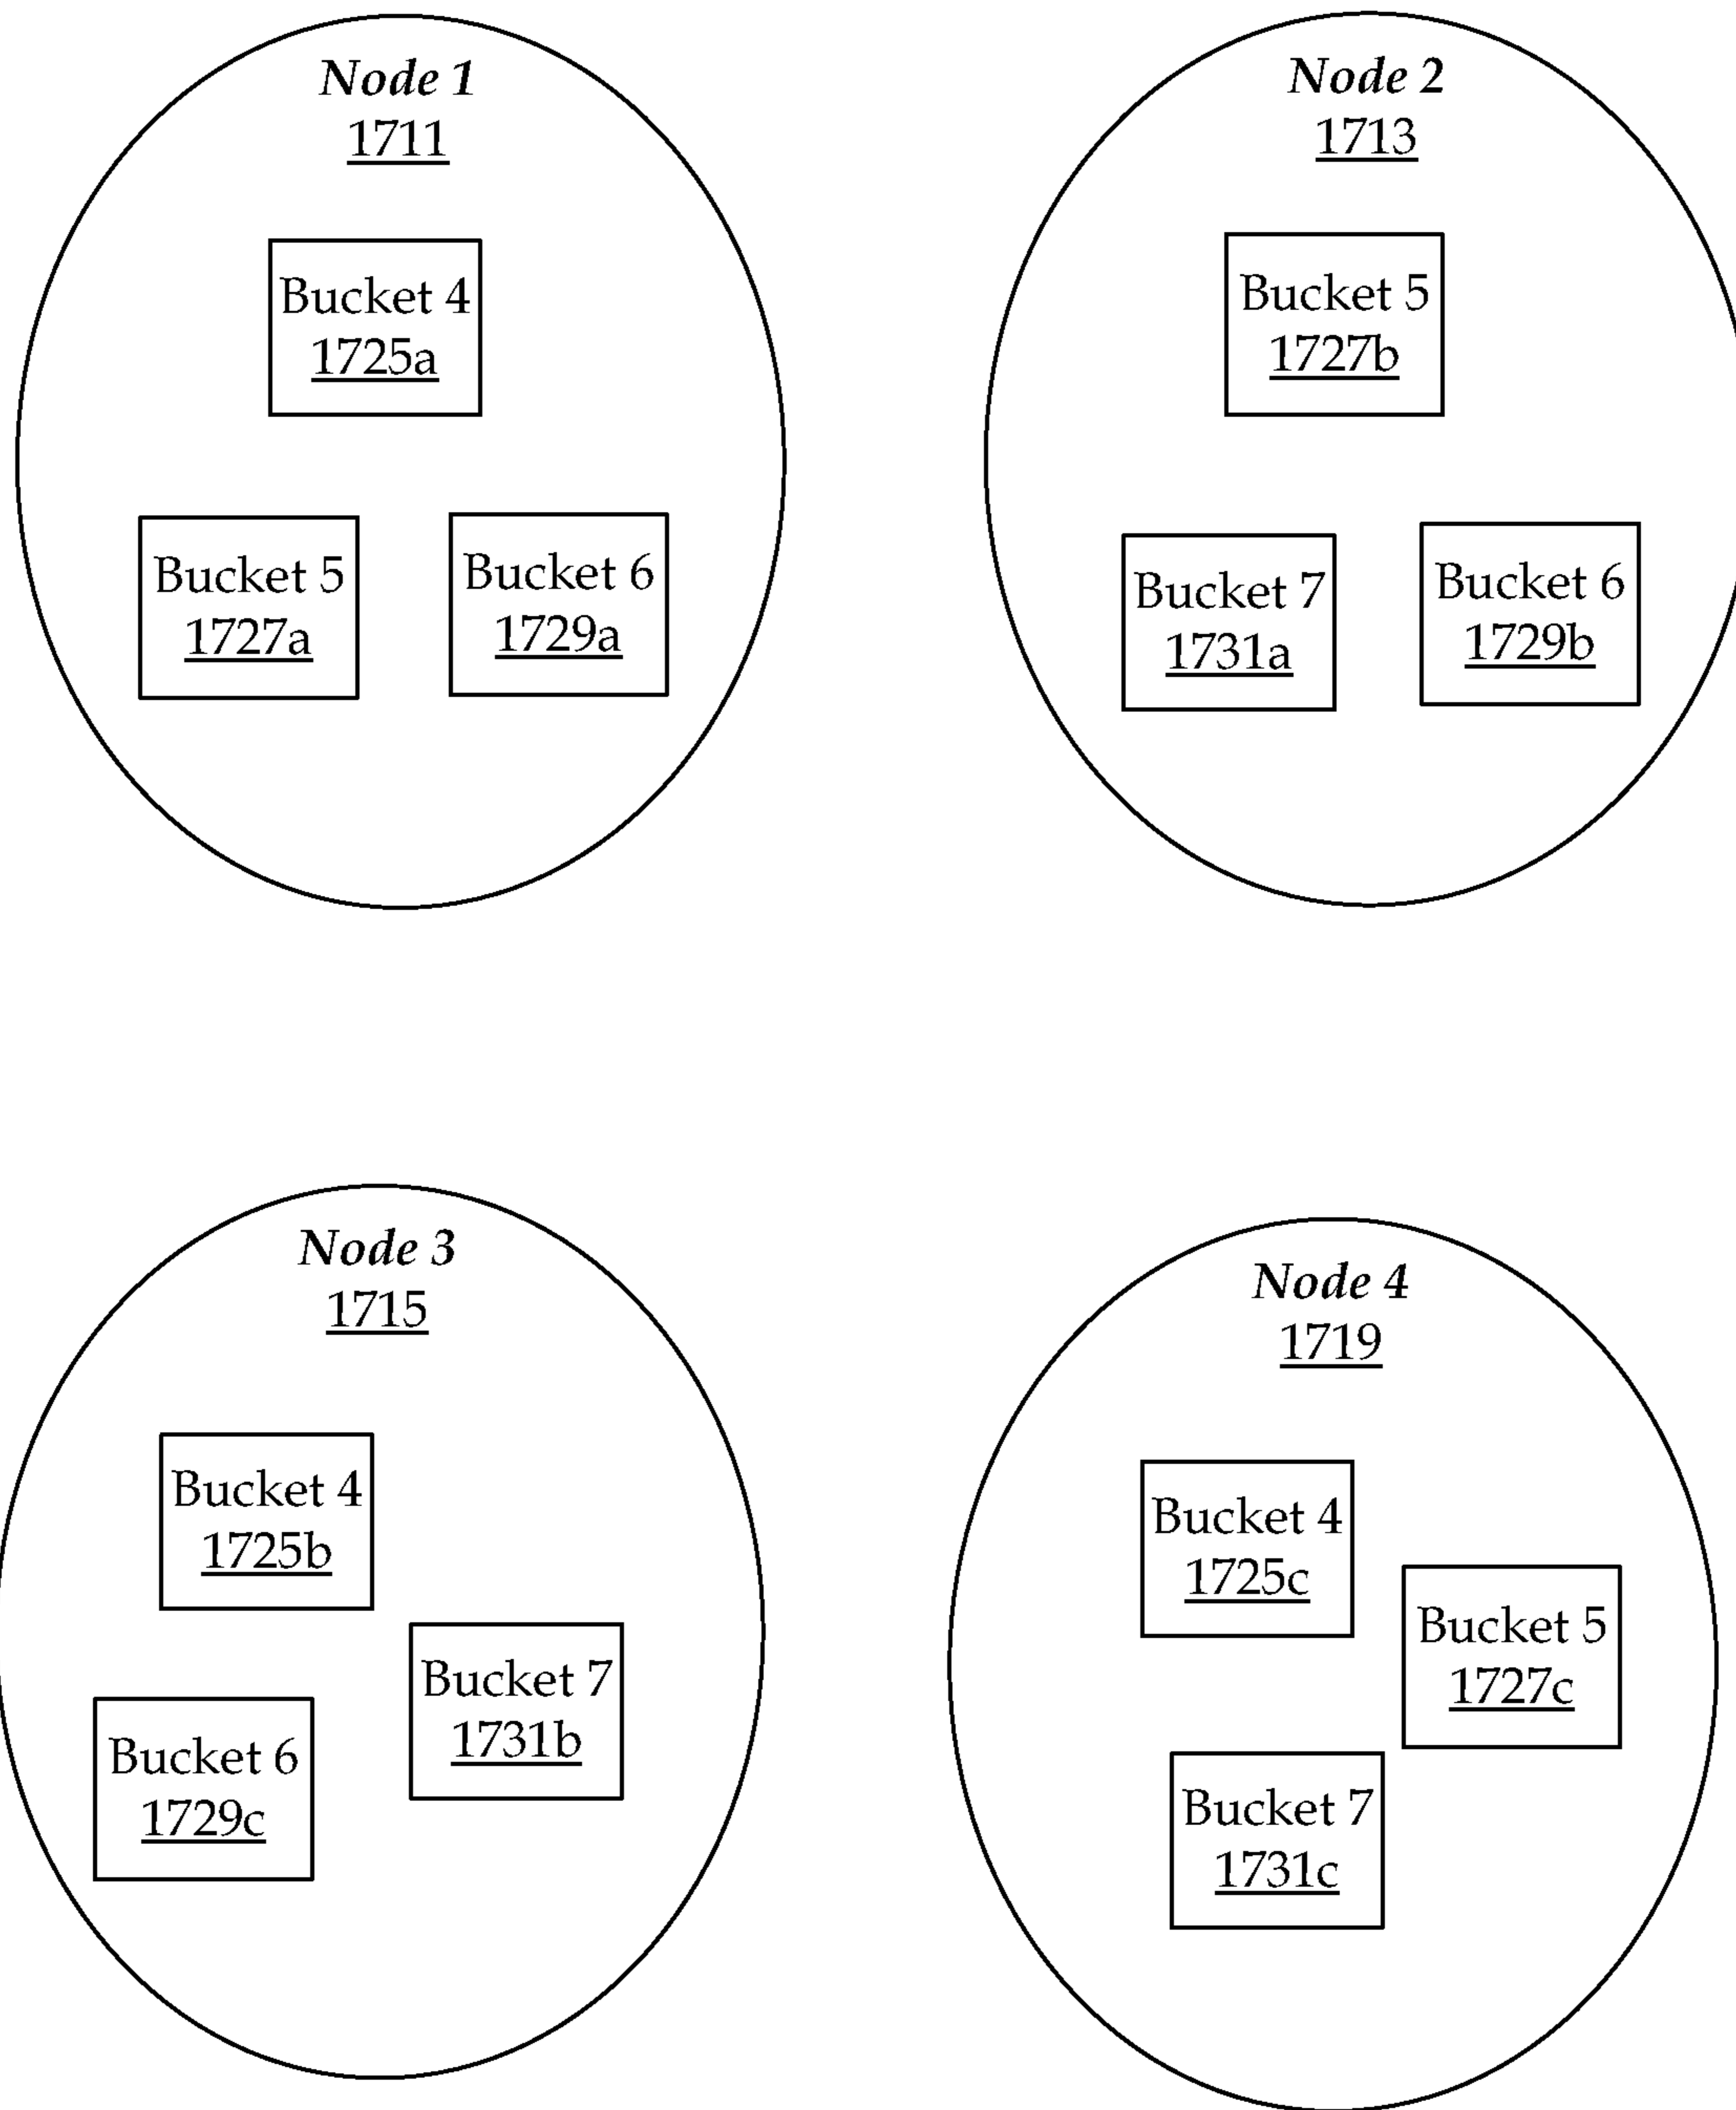 Node 1
1711
Bucket 4
1725a
Bucket 5
1727a
Bucket 6
1729a
Node 2
1713
Bucket 5
1727b
Bucket 7
1731a
Bucket 6
1729b
Node 3
1715
Bucket 4
1725b
Bucket 7
1731b
Bucket 6
1729c
Node 4
1719
Bucket 4
1725c
Bucket 5
1727c
Bucket 7
1731c